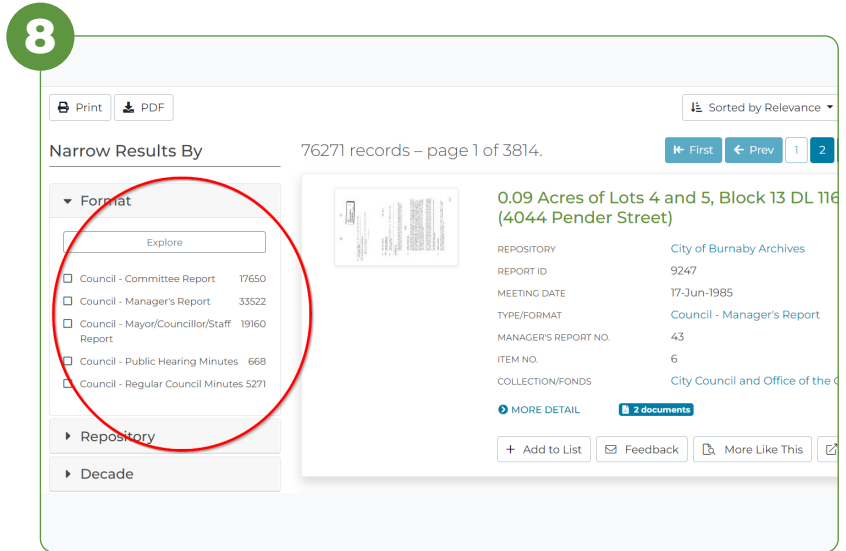 8
Print PDF
Sorted by Relevance
Narrow Results By
76271 records – page 1 of 3814.
First Prev 1 2
Format
Explore
Council - Committee Report 17650
Council - Manager's Report 33522
Council - Mayor/Councillor/Staff 19160
Report
Council - Public Hearing Minutes 668
Council - Regular Council Minutes 5271
Repository
Decade
0.09 Acres of Lots 4 and 5, Block 13 DL 116
(4044 Pender Street)
REPOSITORY City of Burnaby Archives
REPORT ID 9247
MEETING DATE 17-Jun-1985
TYPE/FORMAT Council - Manager's Report
MANAGER'S REPORT NO. 43
ITEM NO. 6
COLLECTION/FONDS City Council and Office of the
MORE DETAIL 2 documents
Add to List Feedback More Like This